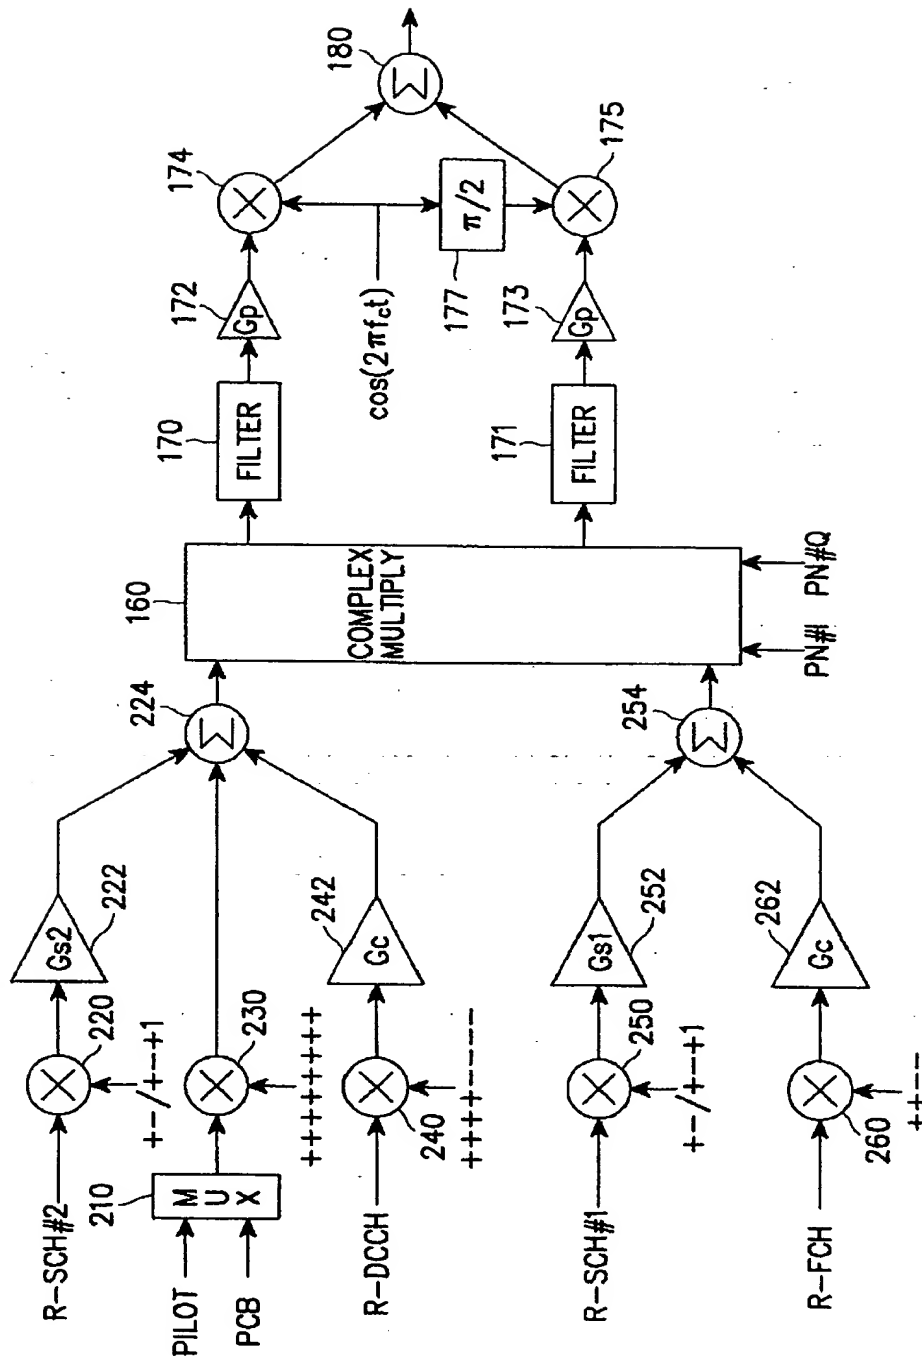 R-SCH#2
220
+-/+--+1
Gs2
222
PILOT
PCB
210
MUX
230
++++++++
R-DCCH
240
++++----
Gc
242
224
Σ
R-SCH#1
250
+-/+--+1
Gs1
252
R-FCH
260
++--
Gc
262
254
Σ
160
COMPLEX
MULTIPLY
PN#I
PN#Q
170
FILTER
172
Gp
174
cos(2πfct)
177
π/2
171
FILTER
173
Gp
175
180
Σ